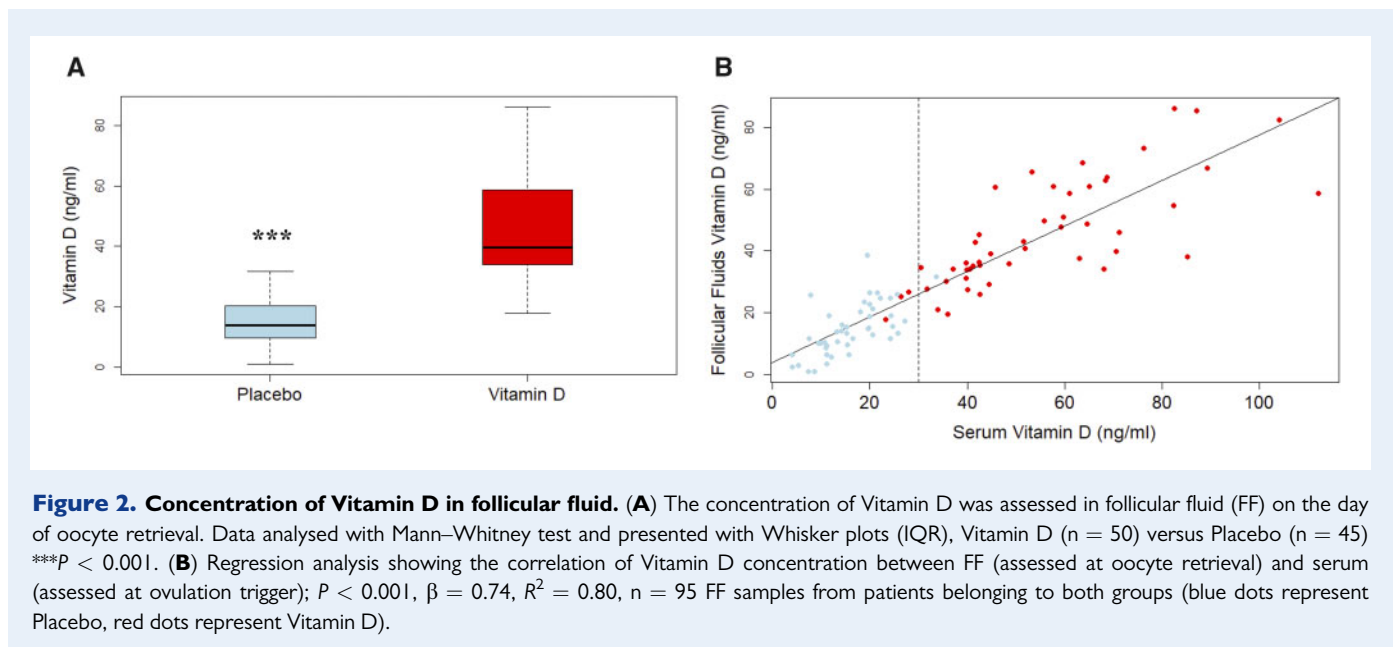 A
Vitamin D (ng/ml)
80
60
40
20
0
***
Placebo
Vitamin D
B
Follicular Fluids Vitamin D (ng/ml)
80
60
40
20
0
0 20 40 60 80 100
Serum Vitamin D (ng/ml)
Figure 2. Concentration of Vitamin D in follicular fluid. (A) The concentration of Vitamin D was assessed in follicular fluid (FF) on the day
of oocyte retrieval. Data analysed with Mann–Whitney test and presented with Whisker plots (IQR), Vitamin D (n = 50) versus Placebo (n = 45)
***P < 0.001. (B) Regression analysis showing the correlation of Vitamin D concentration between FF (assessed at oocyte retrieval) and serum
(assessed at ovulation trigger); P < 0.001, β = 0.74, R² = 0.80, n = 95 FF samples from patients belonging to both groups (blue dots represent
Placebo, red dots represent Vitamin D).